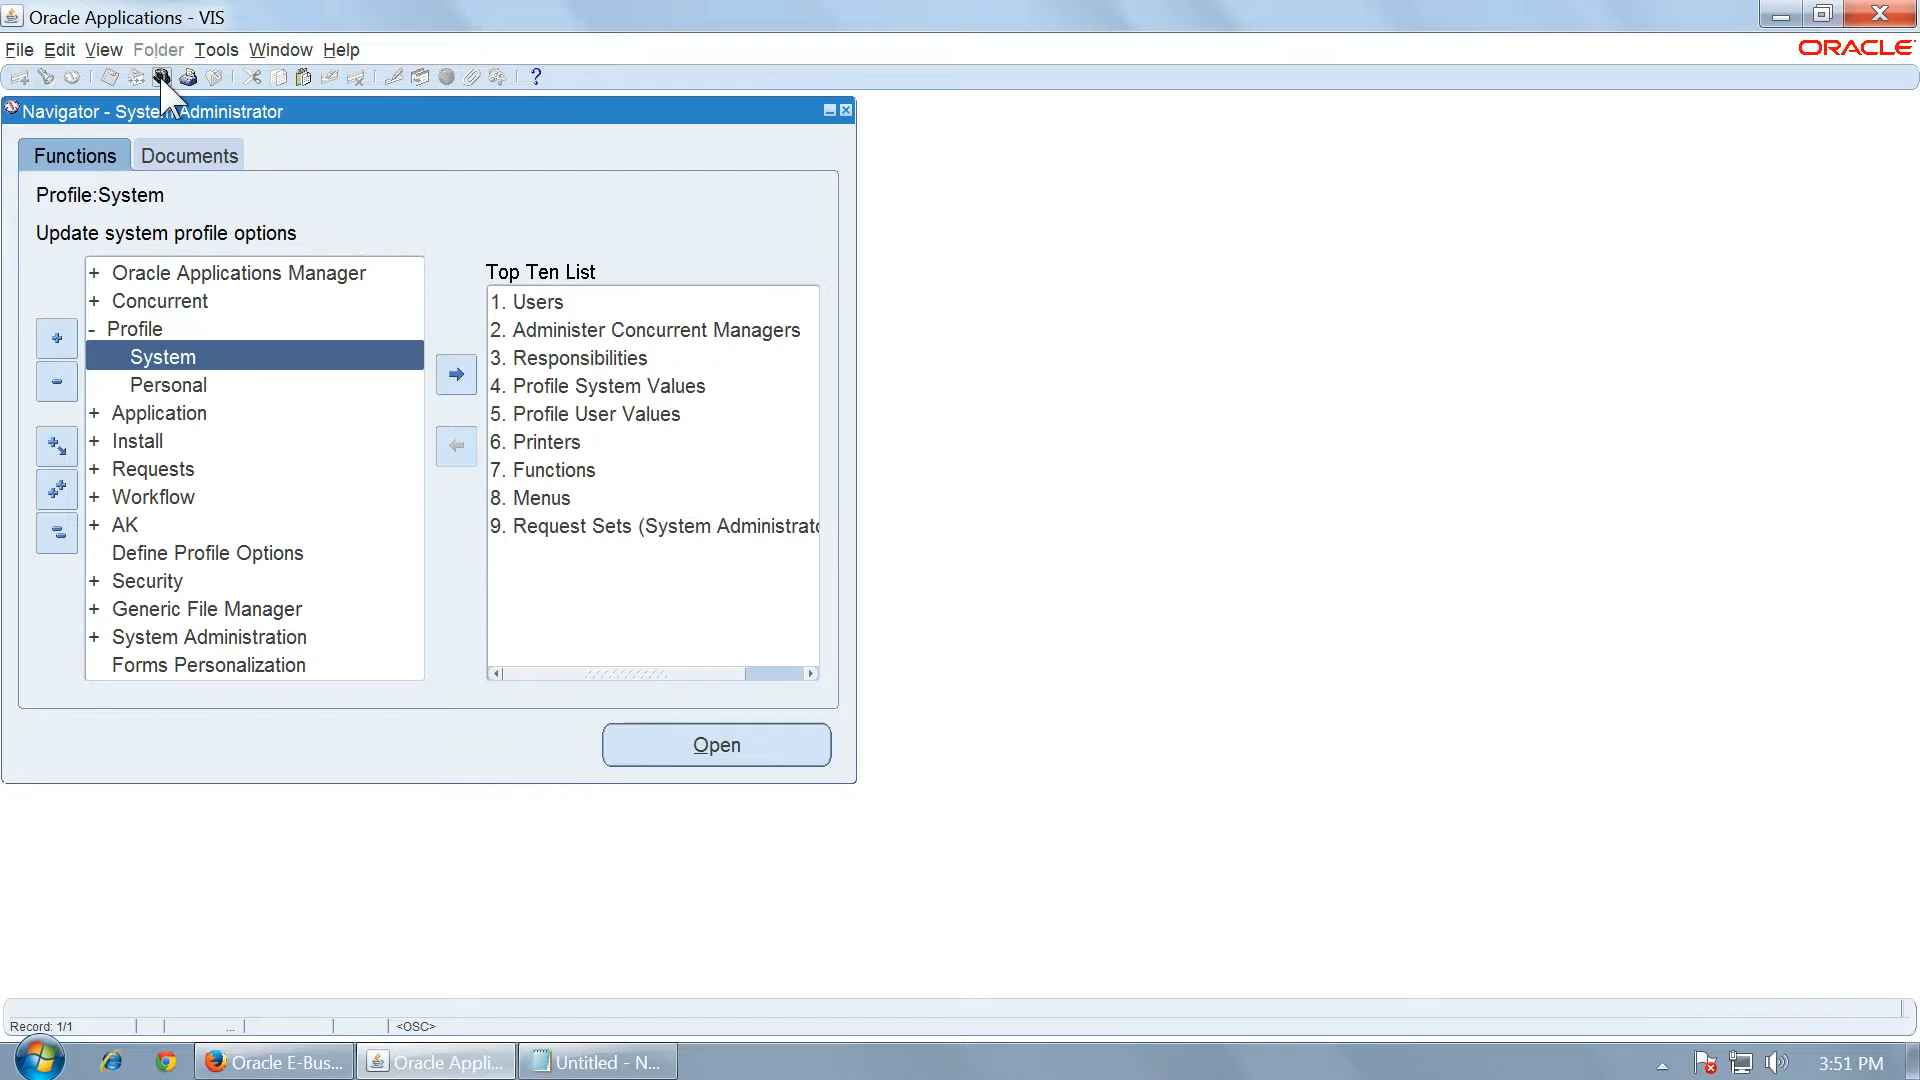 Oracle Applications - VIS
File Edit View Folder Tools Window Help
ORACLE
Navigator - System Administrator
Functions Documents
Profile:System
Update system profile options
+ Oracle Applications Manager
+ Concurrent
- Profile
System
Personal
+ Application
+ Install
+ Requests
+ Workflow
+ AK
Define Profile Options
+ Security
+ Generic File Manager
+ System Administration
Forms Personalization
Top Ten List
1. Users
2. Administer Concurrent Managers
3. Responsibilities
4. Profile System Values
5. Profile User Values
6. Printers
7. Functions
8. Menus
9. Request Sets (System Administrato
Open
Record: 1/1 ... <OSC>
Oracle E-Bus... Oracle Appli... Untitled - N... 3:51 PM